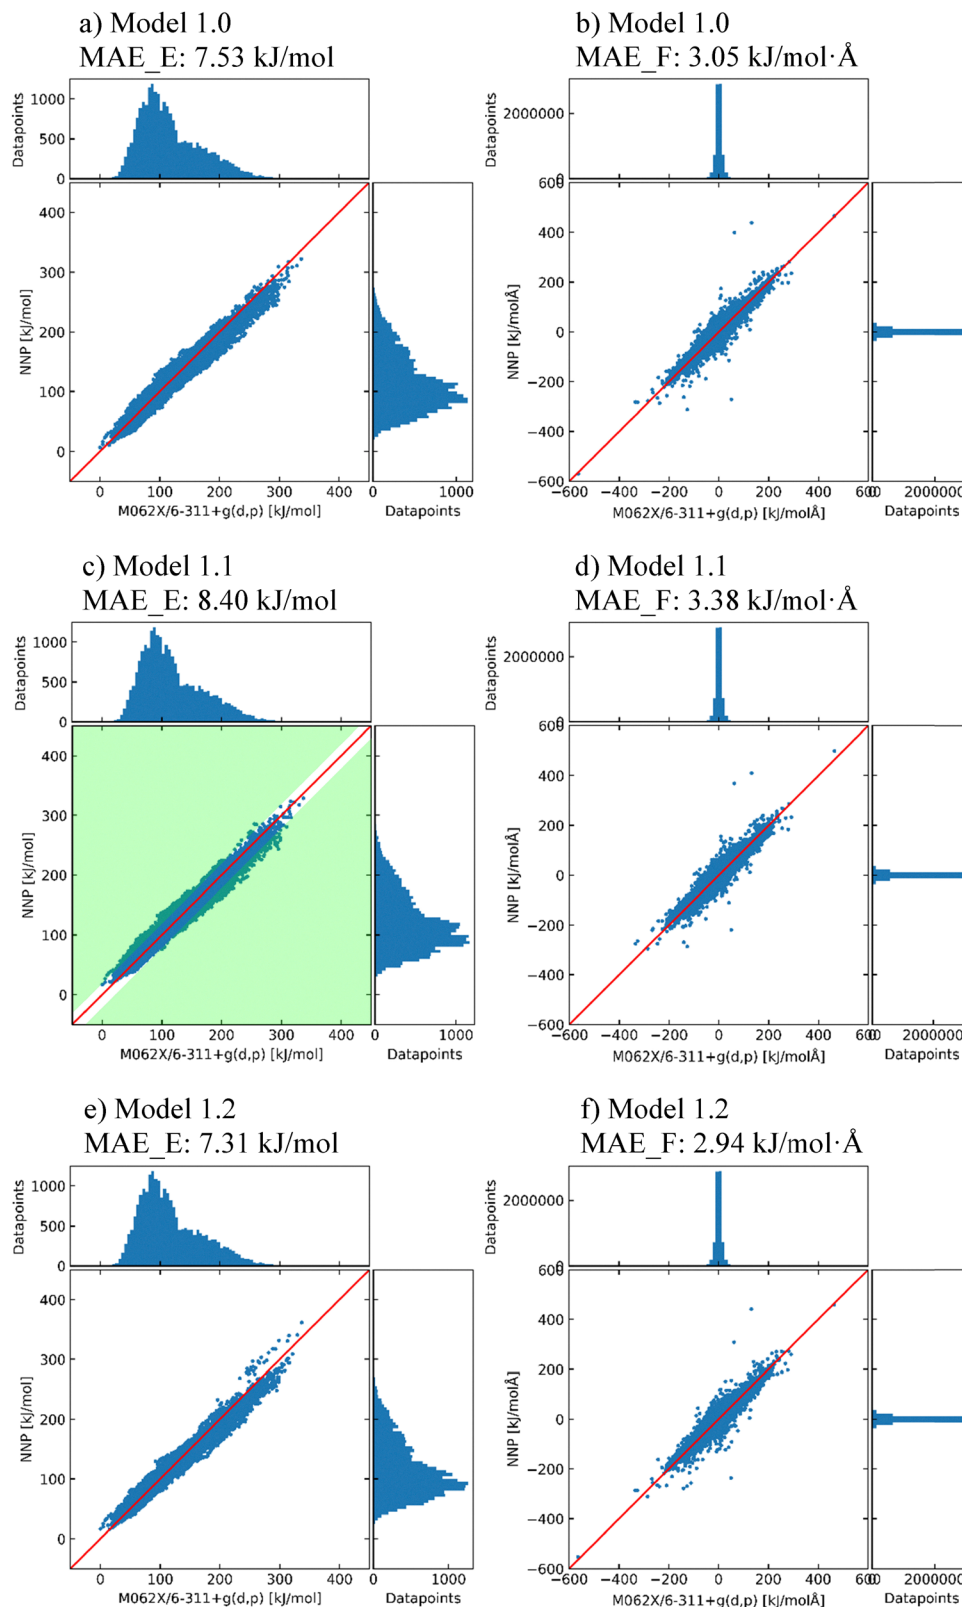 a) Model 1.0
MAE_E: 7.53 kJ/mol
Datapoints
1000
500
0
NNP [kJ/mol]
400
300
200
100
0
0 100 200 300 400
M062X/6-311+g(d,p) [kJ/mol]
0 1000
Datapoints
b) Model 1.0
MAE_F: 3.05 kJ/mol·Å
Datapoints
2000000
0
NNP [kJ/molÅ]
600
400
200
0
−200
−400
−600
−600 −400 −200 0 200 400 600
M062X/6-311+g(d,p) [kJ/molÅ]
0 2000000
Datapoints
c) Model 1.1
MAE_E: 8.40 kJ/mol
Datapoints
1000
500
0
NNP [kJ/mol]
400
300
200
100
0
0 100 200 300 400
M062X/6-311+g(d,p) [kJ/mol]
0 1000
Datapoints
d) Model 1.1
MAE_F: 3.38 kJ/mol·Å
Datapoints
2000000
0
NNP [kJ/molÅ]
600
400
200
0
−200
−400
−600
−600 −400 −200 0 200 400 600
M062X/6-311+g(d,p) [kJ/molÅ]
0 2000000
Datapoints
e) Model 1.2
MAE_E: 7.31 kJ/mol
Datapoints
1000
500
0
NNP [kJ/mol]
400
300
200
100
0
0 100 200 300 400
M062X/6-311+g(d,p) [kJ/mol]
0 1000
Datapoints
f) Model 1.2
MAE_F: 2.94 kJ/mol·Å
Datapoints
2000000
0
NNP [kJ/molÅ]
600
400
200
0
−200
−400
−600
−600 −400 −200 0 200 400 600
M062X/6-311+g(d,p) [kJ/molÅ]
0 2000000
Datapoints